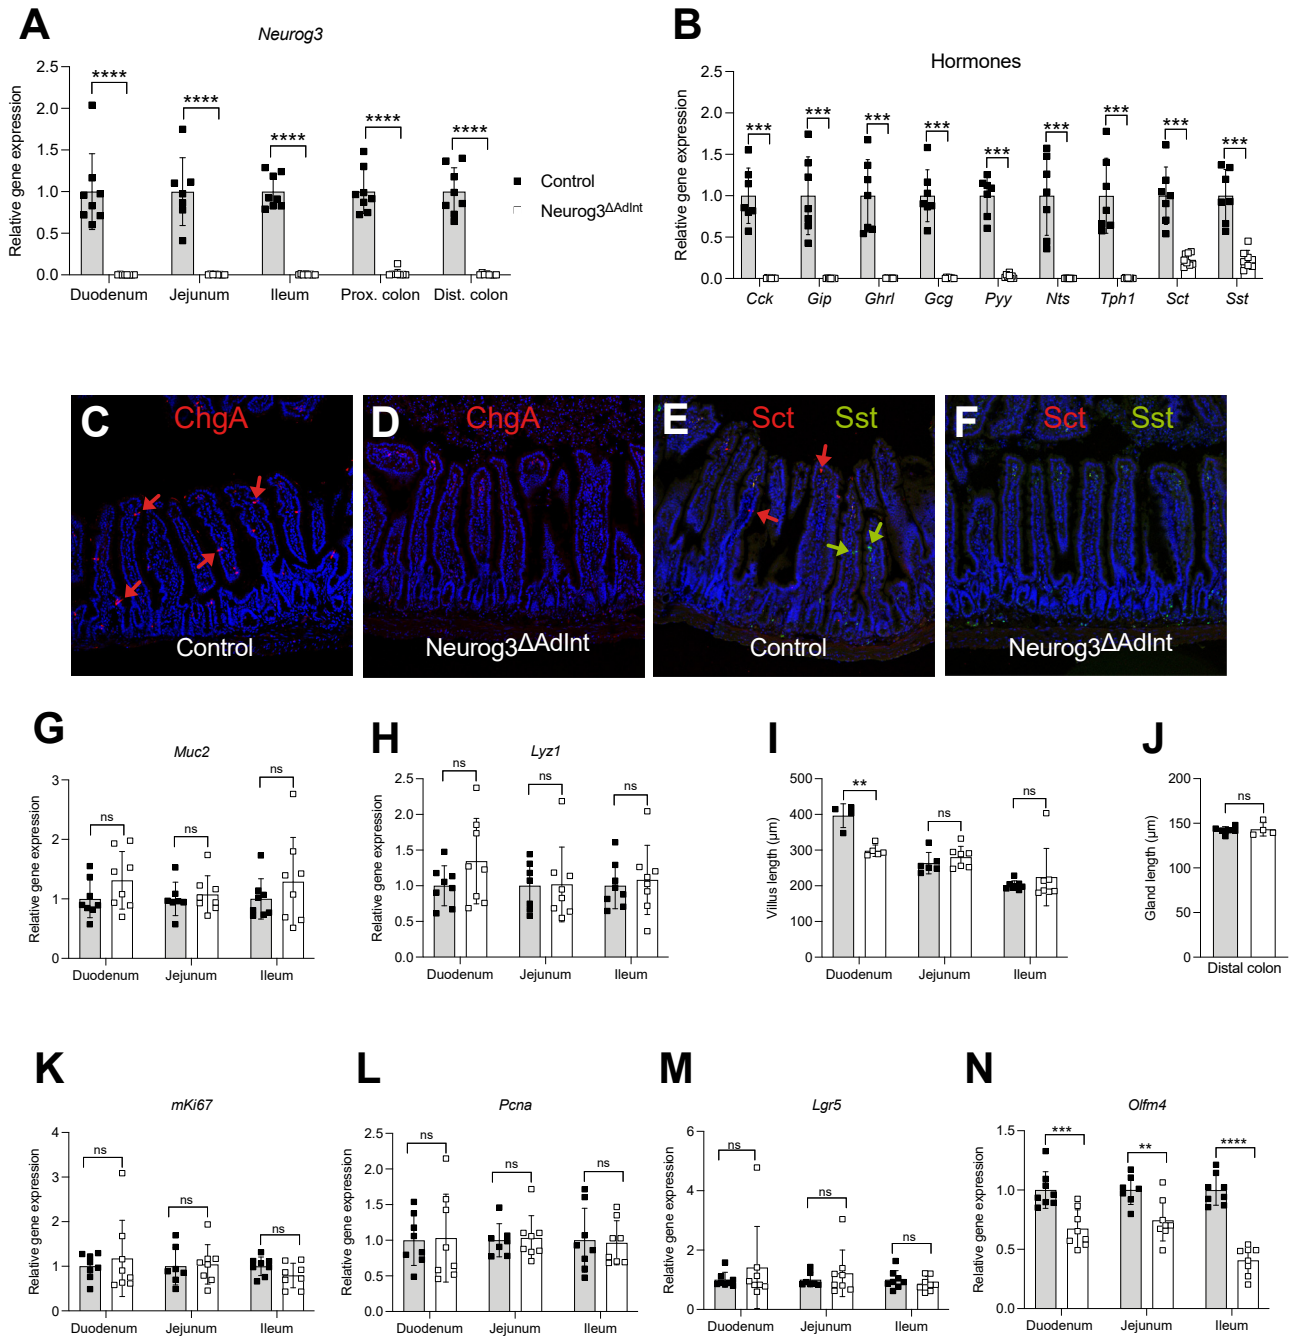 A
Neurog3
Relative gene expression
2.5
2.0
1.5
1.0
0.5
0.0
****
****
****
****
****
Duodenum
Jejunum
Ileum
Prox. colon
Dist. colon
Control
Neurog3ΔAdInt
B
Hormones
Relative gene expression
2.5
2.0
1.5
1.0
0.5
0.0
***
***
***
***
***
***
***
***
***
Cck
Gip
Ghrl
Gcg
Pyy
Nts
Tph1
Sct
Sst
C
ChgA
Control
D
ChgA
Neurog3ΔAdInt
E
Sct Sst
Control
F
Sct Sst
Neurog3ΔAdInt
G
Muc2
Relative gene expression
3
2
1
0
ns
ns
ns
Duodenum
Jejunum
Ileum
H
Lyz1
Relative gene expression
2.5
2.0
1.5
1.0
0.5
0.0
ns
ns
ns
Duodenum
Jejunum
Ileum
I
Villus length (µm)
500
400
300
200
100
0
**
ns
ns
Duodenum
Jejunum
Ileum
J
Gland length (µm)
200
150
100
50
0
ns
Distal colon
K
mKi67
Relative gene expression
4
3
2
1
0
ns
ns
ns
Duodenum
Jejunum
Ileum
L
Pcna
Relative gene expression
2.5
2.0
1.5
1.0
0.5
0.0
ns
ns
ns
Duodenum
Jejunum
Ileum
M
Lgr5
Relative gene expression
6
4
2
0
ns
ns
ns
Duodenum
Jejunum
Ileum
N
Olfm4
Relative gene expression
1.5
1.0
0.5
0.0
***
**
****
Duodenum
Jejunum
Ileum